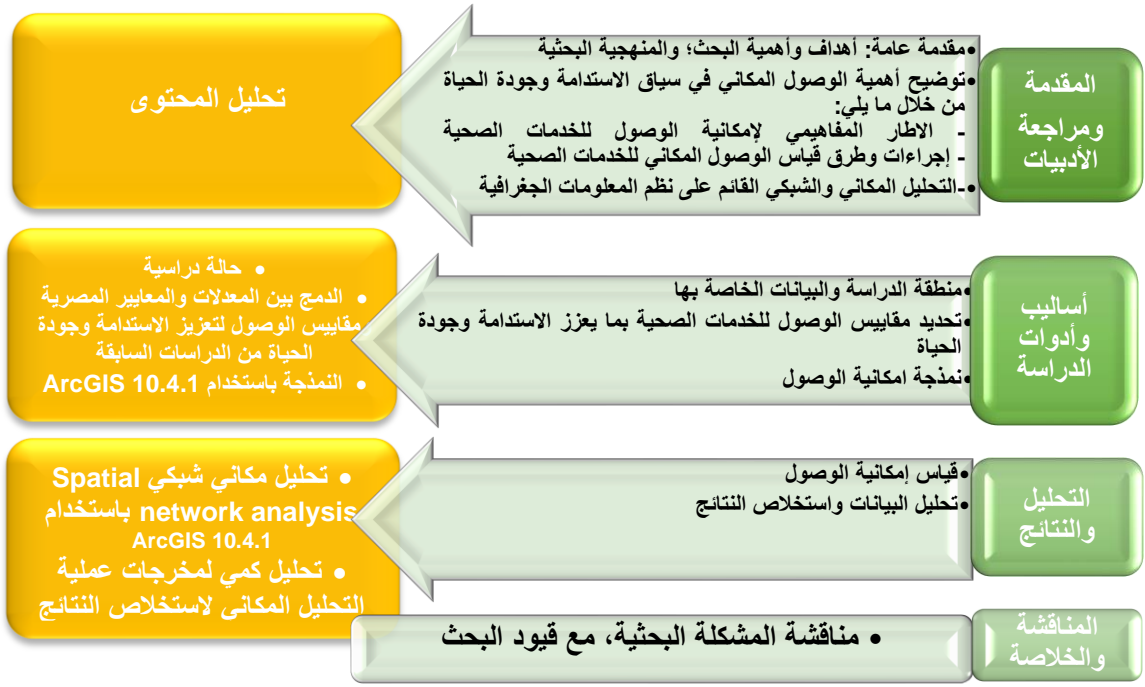 المقدمة
ومراجعة
الأدبيات
•مقدمة عامة: أهداف وأهمية البحث؛ والمنهجية البحثية
•توضيح أهمية الوصول المكاني في سياق الاستدامة وجودة الحياة
من خلال ما يلي:
- الاطار المفاهيمي لإمكانية الوصول للخدمات الصحية
- إجراءات وطرق قياس الوصول المكاني للخدمات الصحية
•-التحليل المكاني والشبكي القائم على نظم المعلومات الجغرافية
تحليل المحتوى
أساليب
وأدوات
الدراسة
•منطقة الدراسة والبيانات الخاصة بها
•تحديد مقاييس الوصول للخدمات الصحية بما يعزز الاستدامة وجودة
الحياة
•نمذجة امكانية الوصول
• حالة دراسية
• الدمج بين المعدلات والمعايير المصرية
مقاييس الوصول لتعزيز الاستدامة وجودة
الحياة من الدراسات السابقة
• النمذجة باستخدام ArcGIS 10.4.1
التحليل
والنتائج
•قياس إمكانية الوصول
•تحليل البيانات واستخلاص النتائج
• تحليل مكاني شبكي Spatial
network analysis باستخدام
ArcGIS 10.4.1
• تحليل كمي لمخرجات عملية
التحليل المكاني لاستخلاص النتائج
المناقشة
والخلاصة
• مناقشة المشكلة البحثية، مع قيود البحث